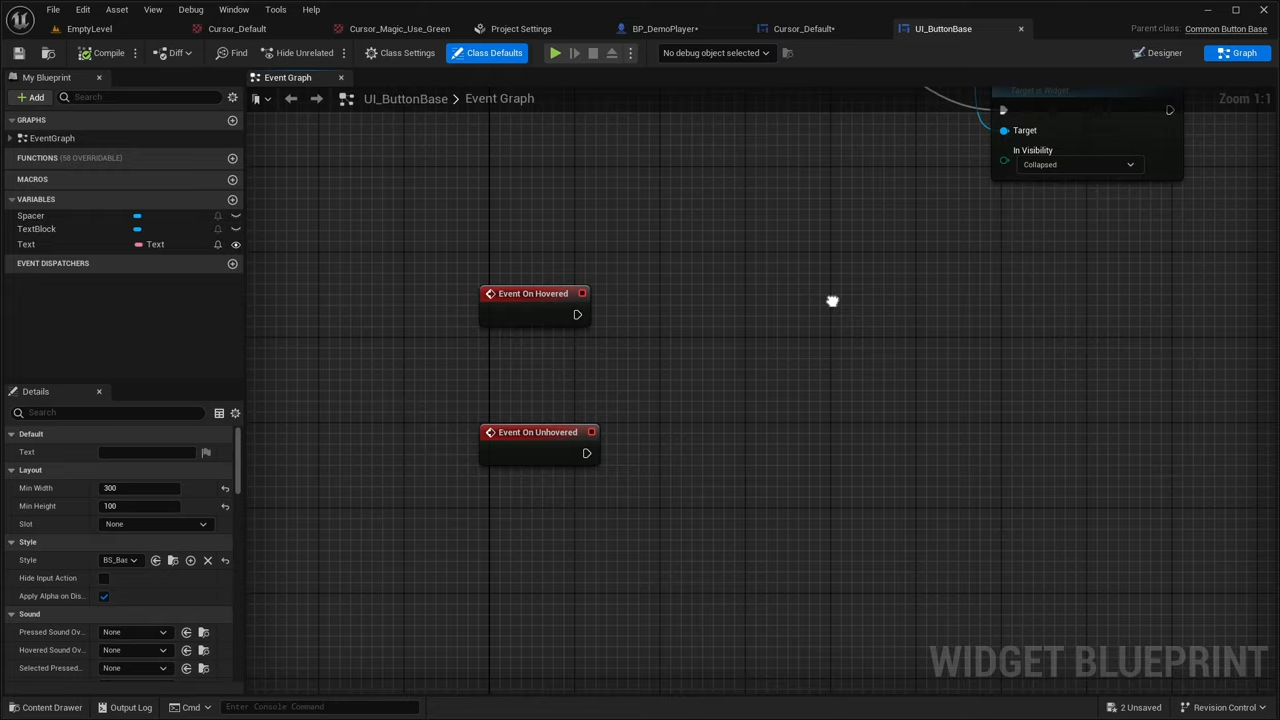 File Edit Asset View Debug Window Tools Help
EmptyLevel Cursor_Default Cursor_Magic_Use_Green Project Settings BP_DemoPlayer* Cursor_Default* UI_ButtonBase Parent class: Common Button Base
Compile Diff Find Hide Unrelated Class Settings Class Defaults No debug object selected Designer Graph
My Blueprint Event Graph
Add Search UI_ButtonBase > Event Graph Zoom 1:1
GRAPHS
EventGraph
FUNCTIONS (58 OVERRIDABLE)
MACROS
VARIABLES
Spacer
TextBlock
Text Text
EVENT DISPATCHERS
Target is Widget
Target
In Visibility
Collapsed
Event On Hovered
Event On Unhovered
Details
Search
Default
Text
Layout
Min Width 300
Min Height 100
Slot None
Style
Style BS_Bas
Hide Input Action
Apply Alpha on Dis...
Sound
Pressed Sound Ov... None
Hovered Sound Ov... None
Selected Pressed... None
WIDGET BLUEPRINT
Content Drawer Output Log Cmd Enter Console Command 2 Unsaved Revision Control